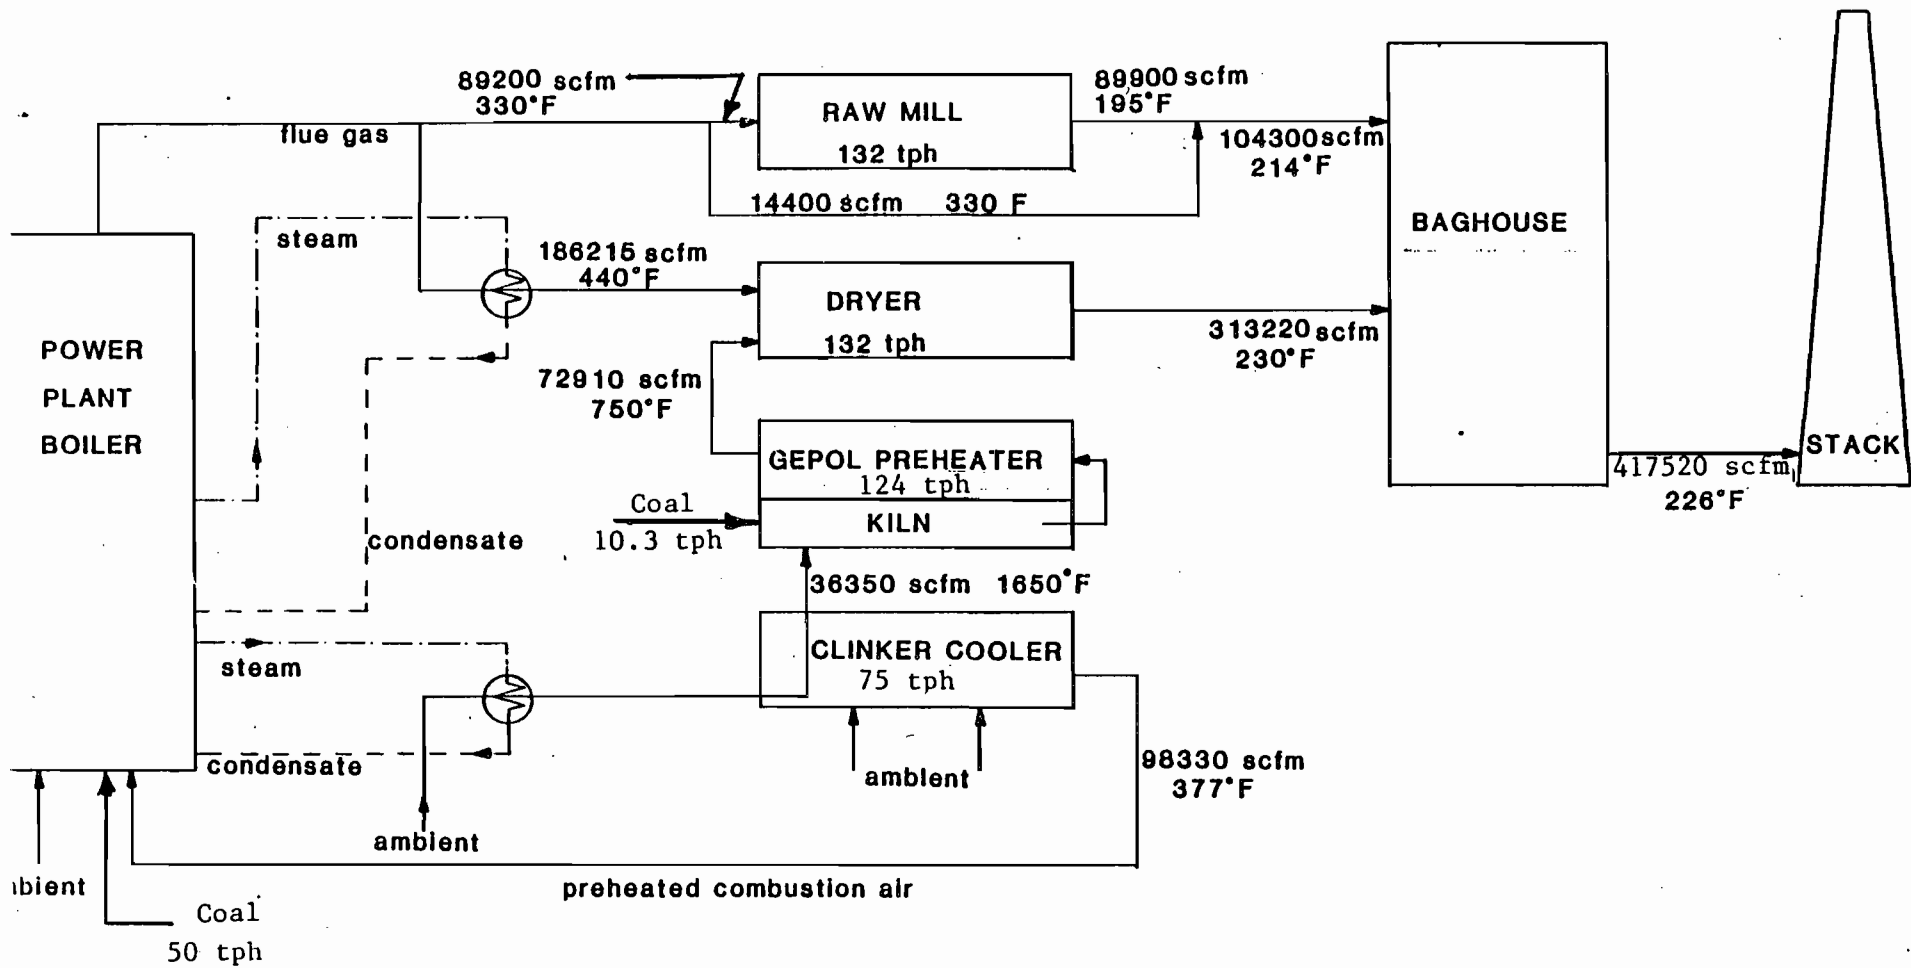 89200 scfm
330°F
flue gas
RAW MILL
132 tph
89900 scfm
195°F
104300 scfm
214°F
14400 scfm 330 F
steam
186215 scfm
440°F
DRYER
132 tph
313220 scfm
230°F
BAGHOUSE
POWER
PLANT
BOILER
72910 scfm
750°F
GEPOL PREHEATER
124 tph
KILN
Coal
10.3 tph
STACK
417520 scfm
226°F
condensate
36350 scfm 1650°F
steam
CLINKER COOLER
75 tph
condensate
ambient
98330 scfm
377°F
ambient
bient
preheated combustion air
Coal
50 tph